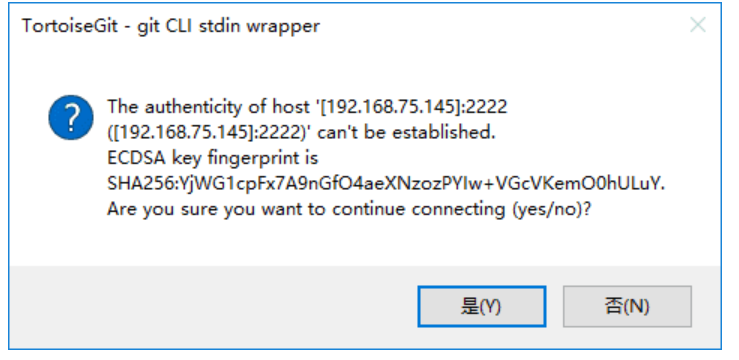 TortoiseGit - git CLI stdin wrapper
The authenticity of host '[192.168.75.145]:2222
([192.168.75.145]:2222)' can't be established.
ECDSA key fingerprint is
SHA256:YjWG1cpFx7A9nGfO4aeXNzozPYIw+VGcVKemO0hULuY.
Are you sure you want to continue connecting (yes/no)?
是(Y) 否(N)